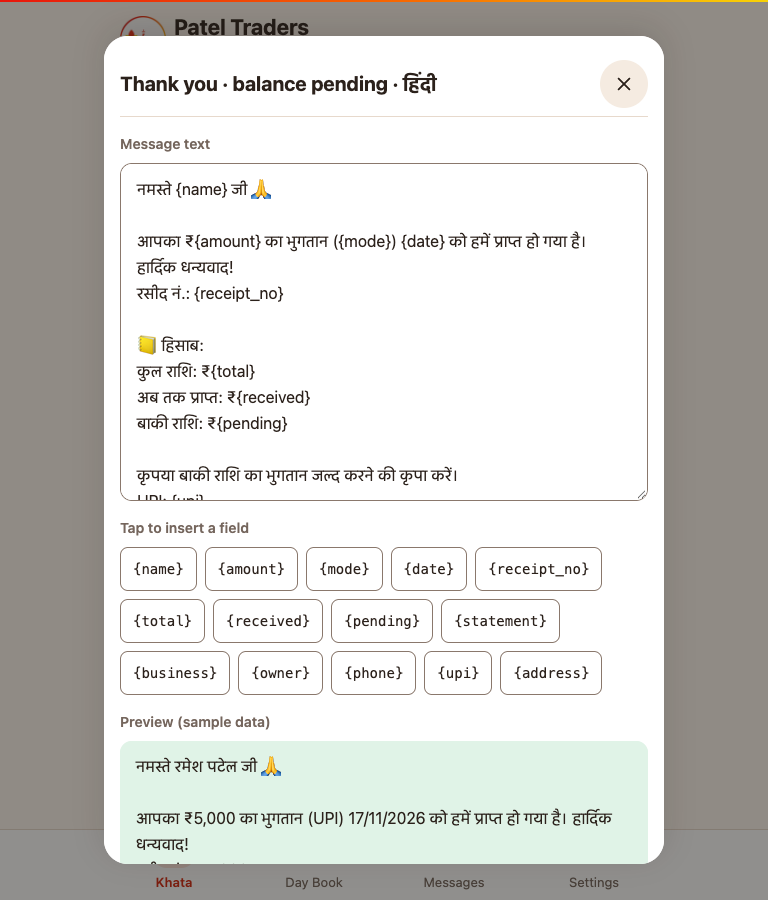 Patel Traders
Thank you · balance pending · हिंदी
Message text
नमस्ते {name} जी 🙏
आपका ₹{amount} का भुगतान ({mode}) {date} को हमें प्राप्त हो गया है।
हार्दिक धन्यवाद!
रसीद नं.: {receipt_no}
📒 हिसाब:
कुल राशि: ₹{total}
अब तक प्राप्त: ₹{received}
बाकी राशि: ₹{pending}
कृपया बाकी राशि का भुगतान जल्द करने की कृपा करें।
UPI: {upi}
Tap to insert a field
{name} {amount} {mode} {date} {receipt_no}
{total} {received} {pending} {statement}
{business} {owner} {phone} {upi} {address}
Preview (sample data)
नमस्ते रमेश पटेल जी 🙏
आपका ₹5,000 का भुगतान (UPI) 17/11/2026 को हमें प्राप्त हो गया है। हार्दिक
धन्यवाद!
Khata Day Book Messages Settings